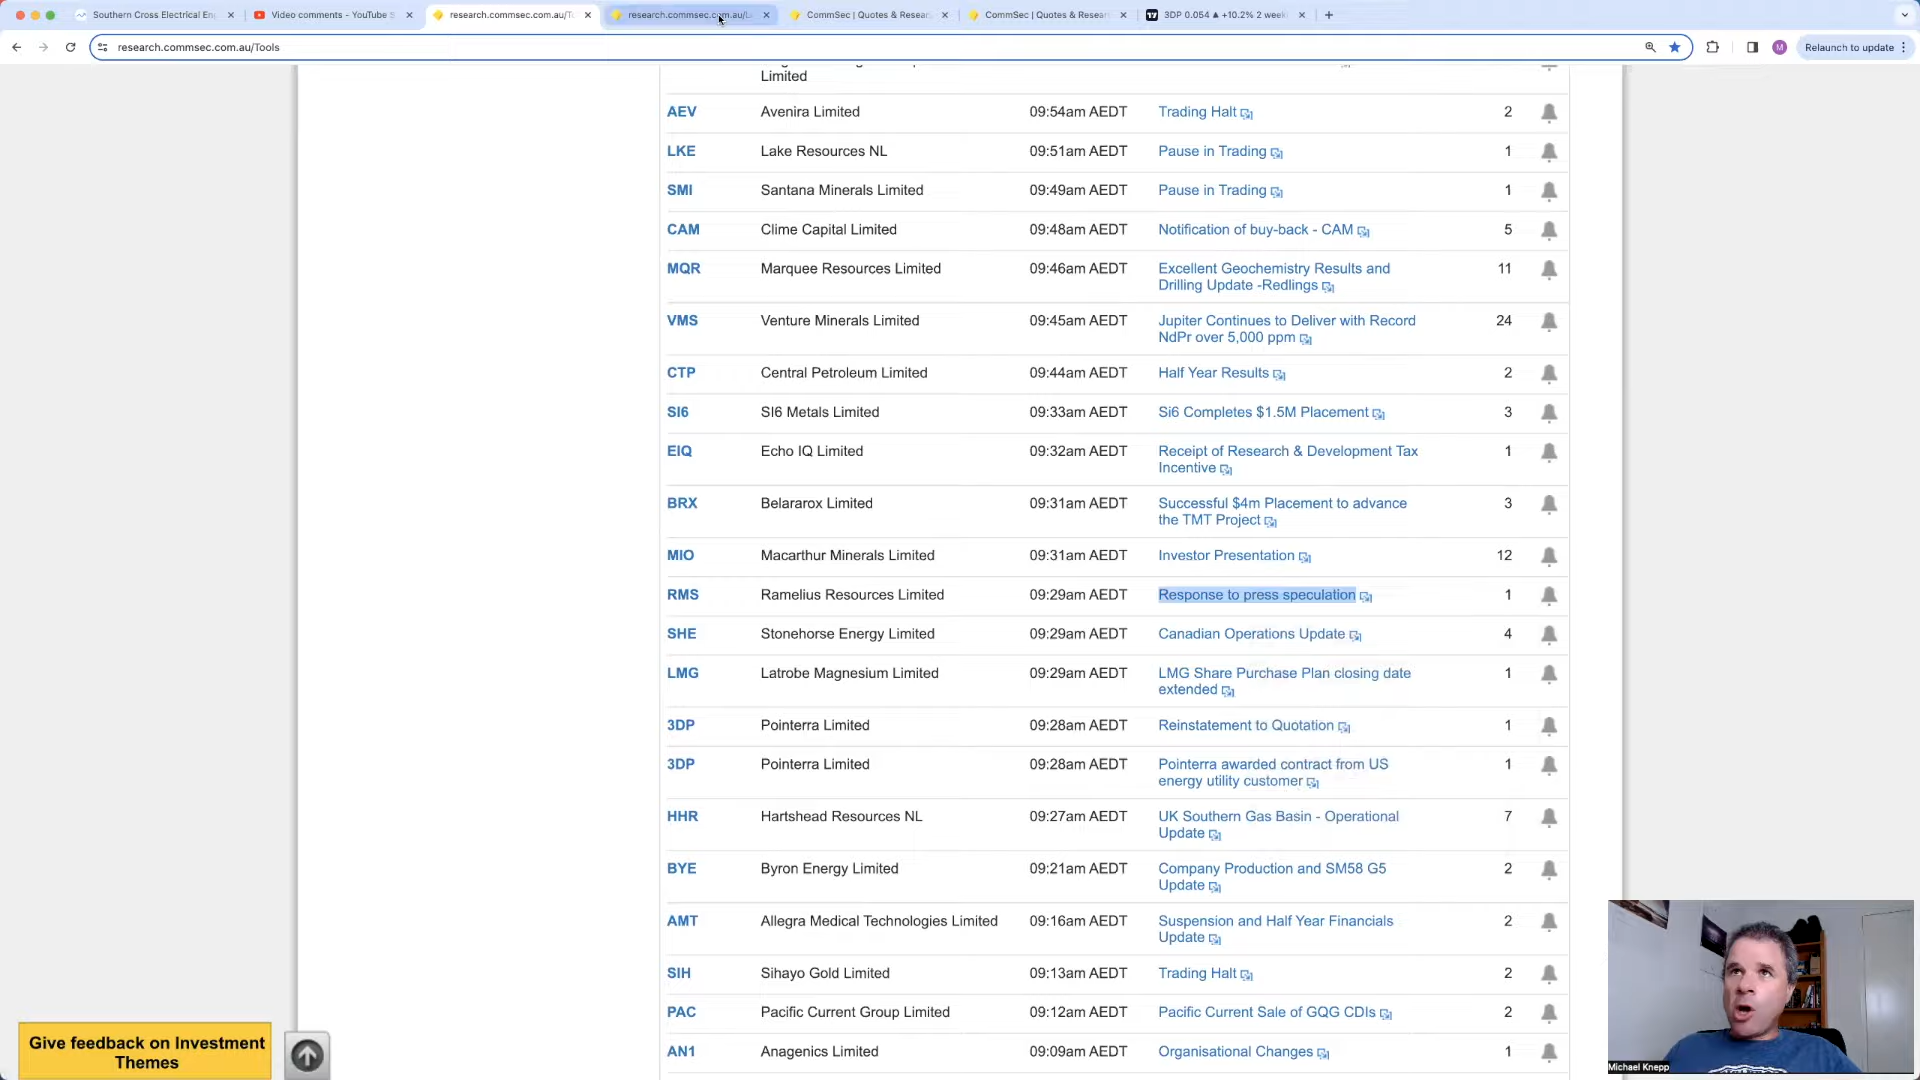 Southern Cross Electrical En
Video comments - YouTube S
research.commsec.com.au/To
research.commsec.com.au/L
CommSec | Quotes & Researc
CommSec | Quotes & Resear
3DP 0.054 ▲ +10.2% 2 week
research.commsec.com.au/Tools
M
Relaunch to update
Limited
AEV Avenira Limited 09:54am AEDT Trading Halt 2
LKE Lake Resources NL 09:51am AEDT Pause in Trading 1
SMI Santana Minerals Limited 09:49am AEDT Pause in Trading 1
CAM Clime Capital Limited 09:48am AEDT Notification of buy-back - CAM 5
MQR Marquee Resources Limited 09:46am AEDT Excellent Geochemistry Results and 11
Drilling Update -Redlings
VMS Venture Minerals Limited 09:45am AEDT Jupiter Continues to Deliver with Record 24
NdPr over 5,000 ppm
CTP Central Petroleum Limited 09:44am AEDT Half Year Results 2
SI6 SI6 Metals Limited 09:33am AEDT Si6 Completes $1.5M Placement 3
EIQ Echo IQ Limited 09:32am AEDT Receipt of Research & Development Tax 1
Incentive
BRX Belararox Limited 09:31am AEDT Successful $4m Placement to advance 3
the TMT Project
MIO Macarthur Minerals Limited 09:31am AEDT Investor Presentation 12
RMS Ramelius Resources Limited 09:29am AEDT Response to press speculation 1
SHE Stonehorse Energy Limited 09:29am AEDT Canadian Operations Update 4
LMG Latrobe Magnesium Limited 09:29am AEDT LMG Share Purchase Plan closing date 1
extended
3DP Pointerra Limited 09:28am AEDT Reinstatement to Quotation 1
3DP Pointerra Limited 09:28am AEDT Pointerra awarded contract from US 1
energy utility customer
HHR Hartshead Resources NL 09:27am AEDT UK Southern Gas Basin - Operational 7
Update
BYE Byron Energy Limited 09:21am AEDT Company Production and SM58 G5 2
Update
AMT Allegra Medical Technologies Limited 09:16am AEDT Suspension and Half Year Financials 2
Update
SIH Sihayo Gold Limited 09:13am AEDT Trading Halt 2
PAC Pacific Current Group Limited 09:12am AEDT Pacific Current Sale of GQG CDIs 2
AN1 Anagenics Limited 09:09am AEDT Organisational Changes 1
Give feedback on Investment
Themes
Michael Knepp